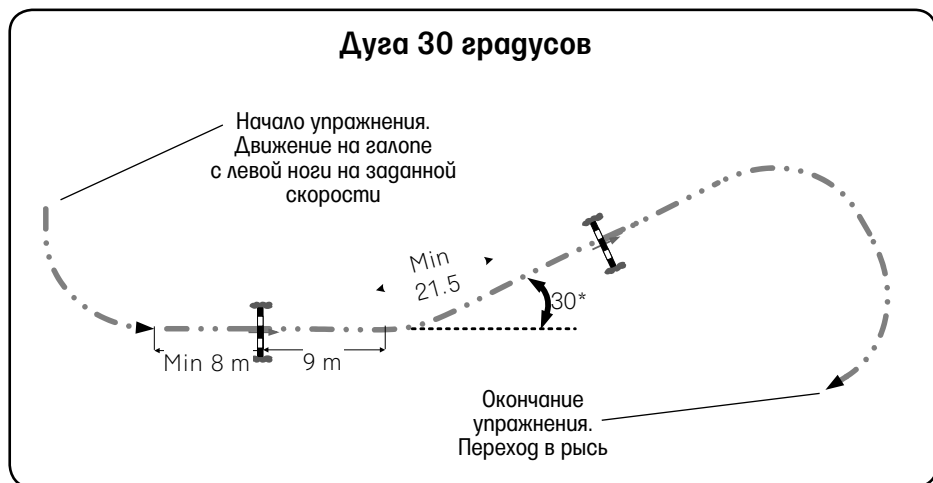 Дуга 30 градусов
Начало упражнения.
Движение на галопе
с левой ноги на заданной
скорости
Min
21.5
30*
Min 8 m
9 m
Окончание
упражнения.
Переход в рысь